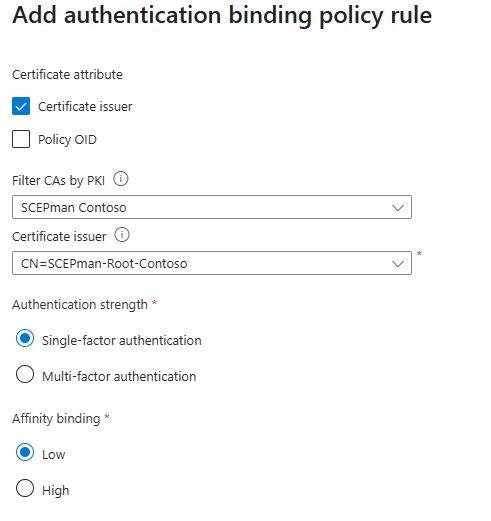 Add authentication binding policy rule
Certificate attribute
Certificate issuer
Policy OID
Filter CAs by PKI
SCEPman Contoso
Certificate issuer
*
CN=SCEPman-Root-Contoso
Authentication strength *
Single-factor authentication
Multi-factor authentication
Affinity binding *
Low
High